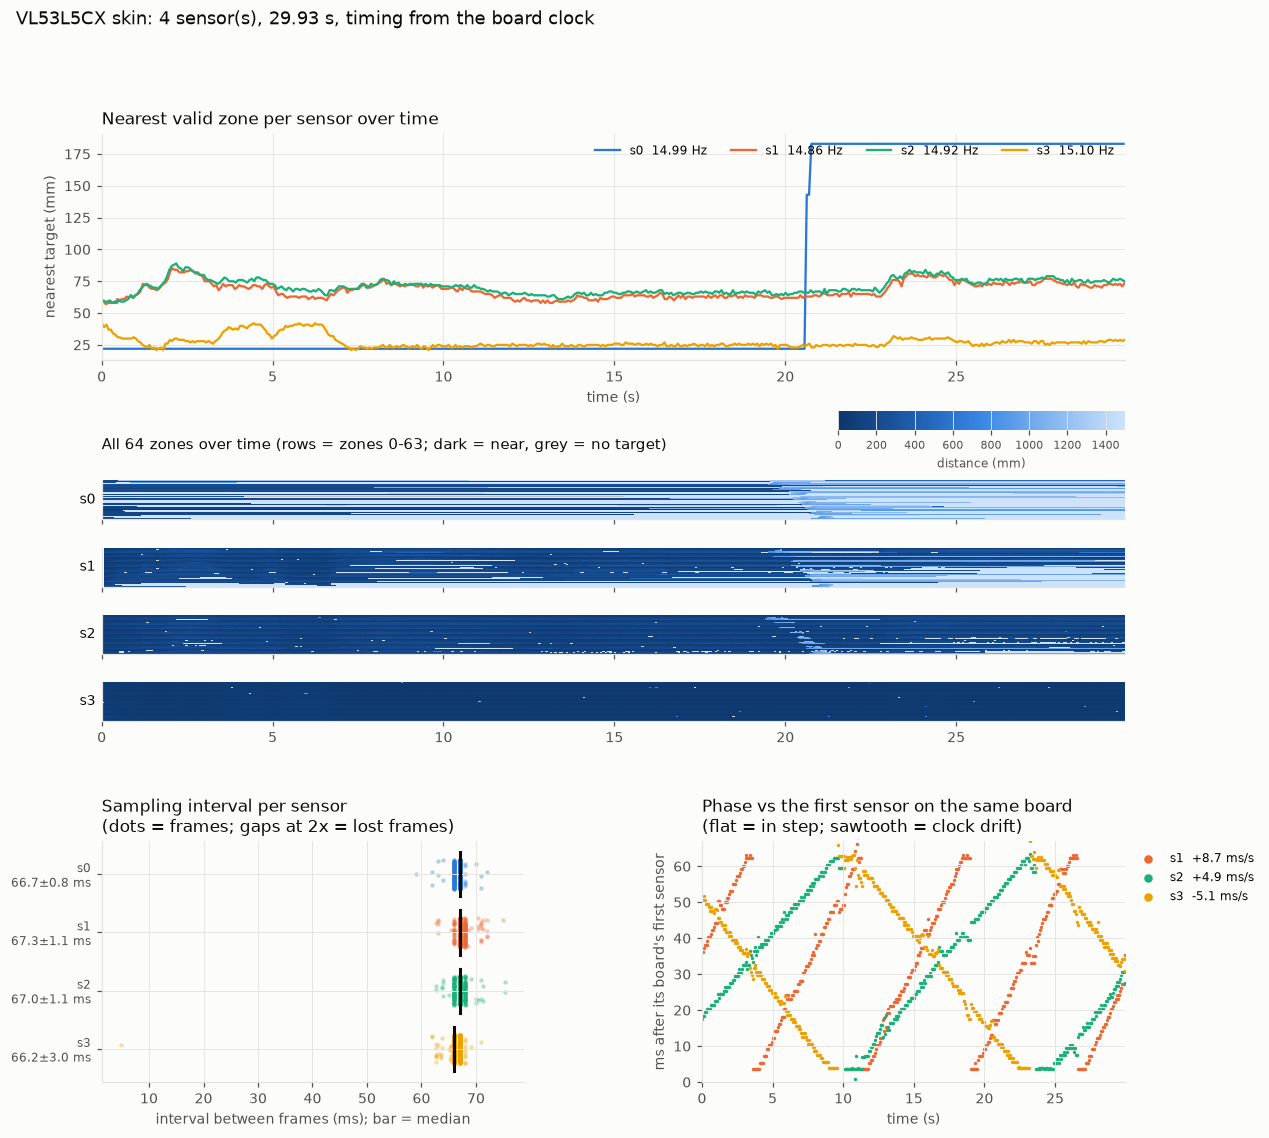 VL53L5CX skin: 4 sensor(s), 29.93 s, timing from the board clock
Nearest valid zone per sensor over time
s0 14.99 Hz
s1 14.86 Hz
s2 14.92 Hz
s3 15.10 Hz
nearest target (mm)
175
150
125
100
75
50
25
0 5 10 15 20 25
time (s)
All 64 zones over time (rows = zones 0-63; dark = near, grey = no target)
0 200 400 600 800 1000 1200 1400
distance (mm)
s0
s1
s2
s3
0 5 10 15 20 25
Sampling interval per sensor
(dots = frames; gaps at 2x = lost frames)
s0
66.7±0.8 ms
s1
67.3±1.1 ms
s2
67.0±1.1 ms
s3
66.2±3.0 ms
10 20 30 40 50 60 70
interval between frames (ms); bar = median
Phase vs the first sensor on the same board
(flat = in step; sawtooth = clock drift)
ms after its board's first sensor
60
50
40
30
20
10
0
0 5 10 15 20 25
time (s)
s1 +8.7 ms/s
s2 +4.9 ms/s
s3 -5.1 ms/s